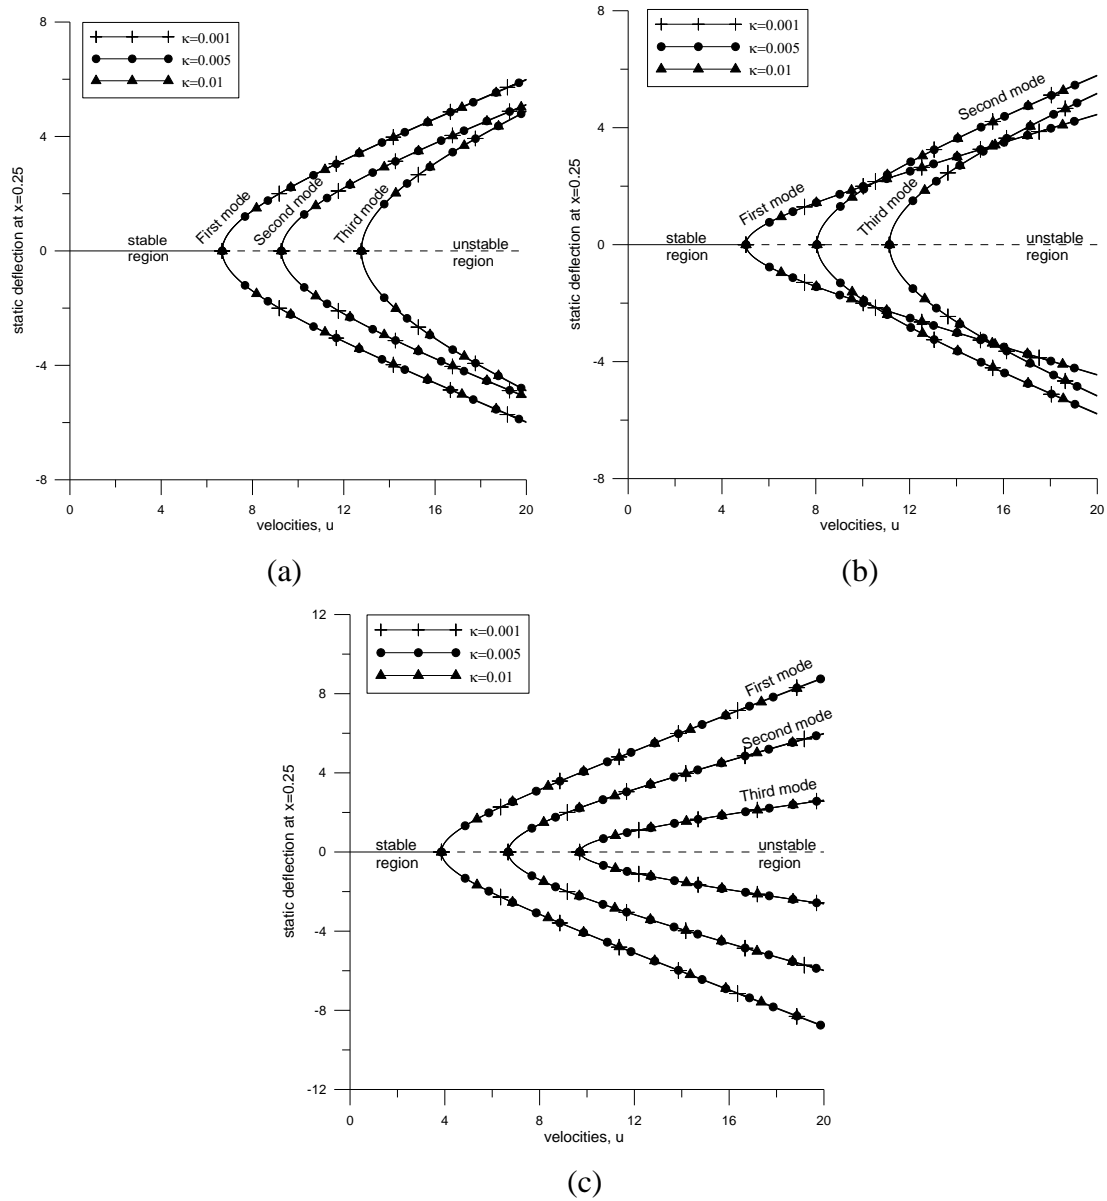 8
κ=0.001
κ=0.005
κ=0.01
4
0
-4
-8
static deflection at x=0.25
First mode
Second mode
Third mode
stable
region
unstable
region
0 4 8 12 16 20
velocities, u
(a)
8
κ=0.001
κ=0.005
κ=0.01
4
0
-4
-8
static deflection at x=0.25
Second mode
First mode
Third mode
stable
region
unstable
region
0 4 8 12 16 20
velocities, u
(b)
12
κ=0.001
κ=0.005
κ=0.01
8
4
0
-4
-8
-12
static deflection at x=0.25
First mode
Second mode
Third mode
stable
region
unstable
region
0 4 8 12 16 20
velocities, u
(c)